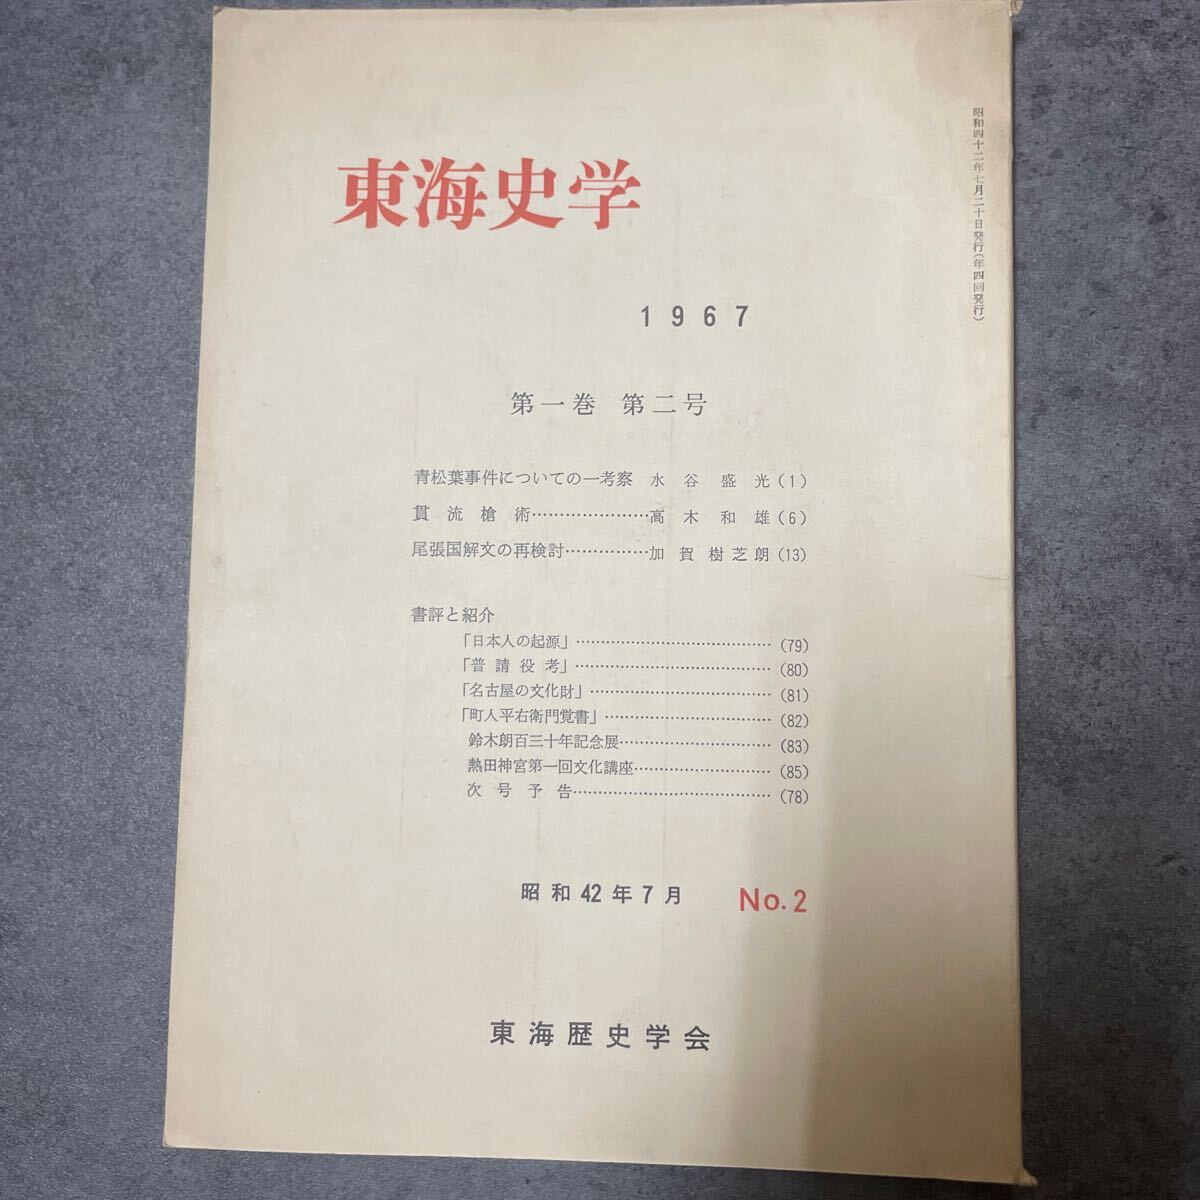 東海史学
昭和四十二年七月二十日発行(年四回発行)
1967
第一巻 第二号
青松葉事件についての一考察 水谷盛光(1)
貫流槍術…………………高木和雄(6)
尾張国解文の再検討……………加賀樹芝朗(13)
書評と紹介
「日本人の起源」…………………………………(79)
「普請役考」…………………………………(80)
「名古屋の文化財」………………………………(81)
「町人平右衛門覚書」……………………………(82)
鈴木朗百三十年記念展…………………………(83)
熱田神宮第一回文化講座………………………(85)
次号予告…………………………………(78)
昭和42年7月 No.2
東海歴史学会